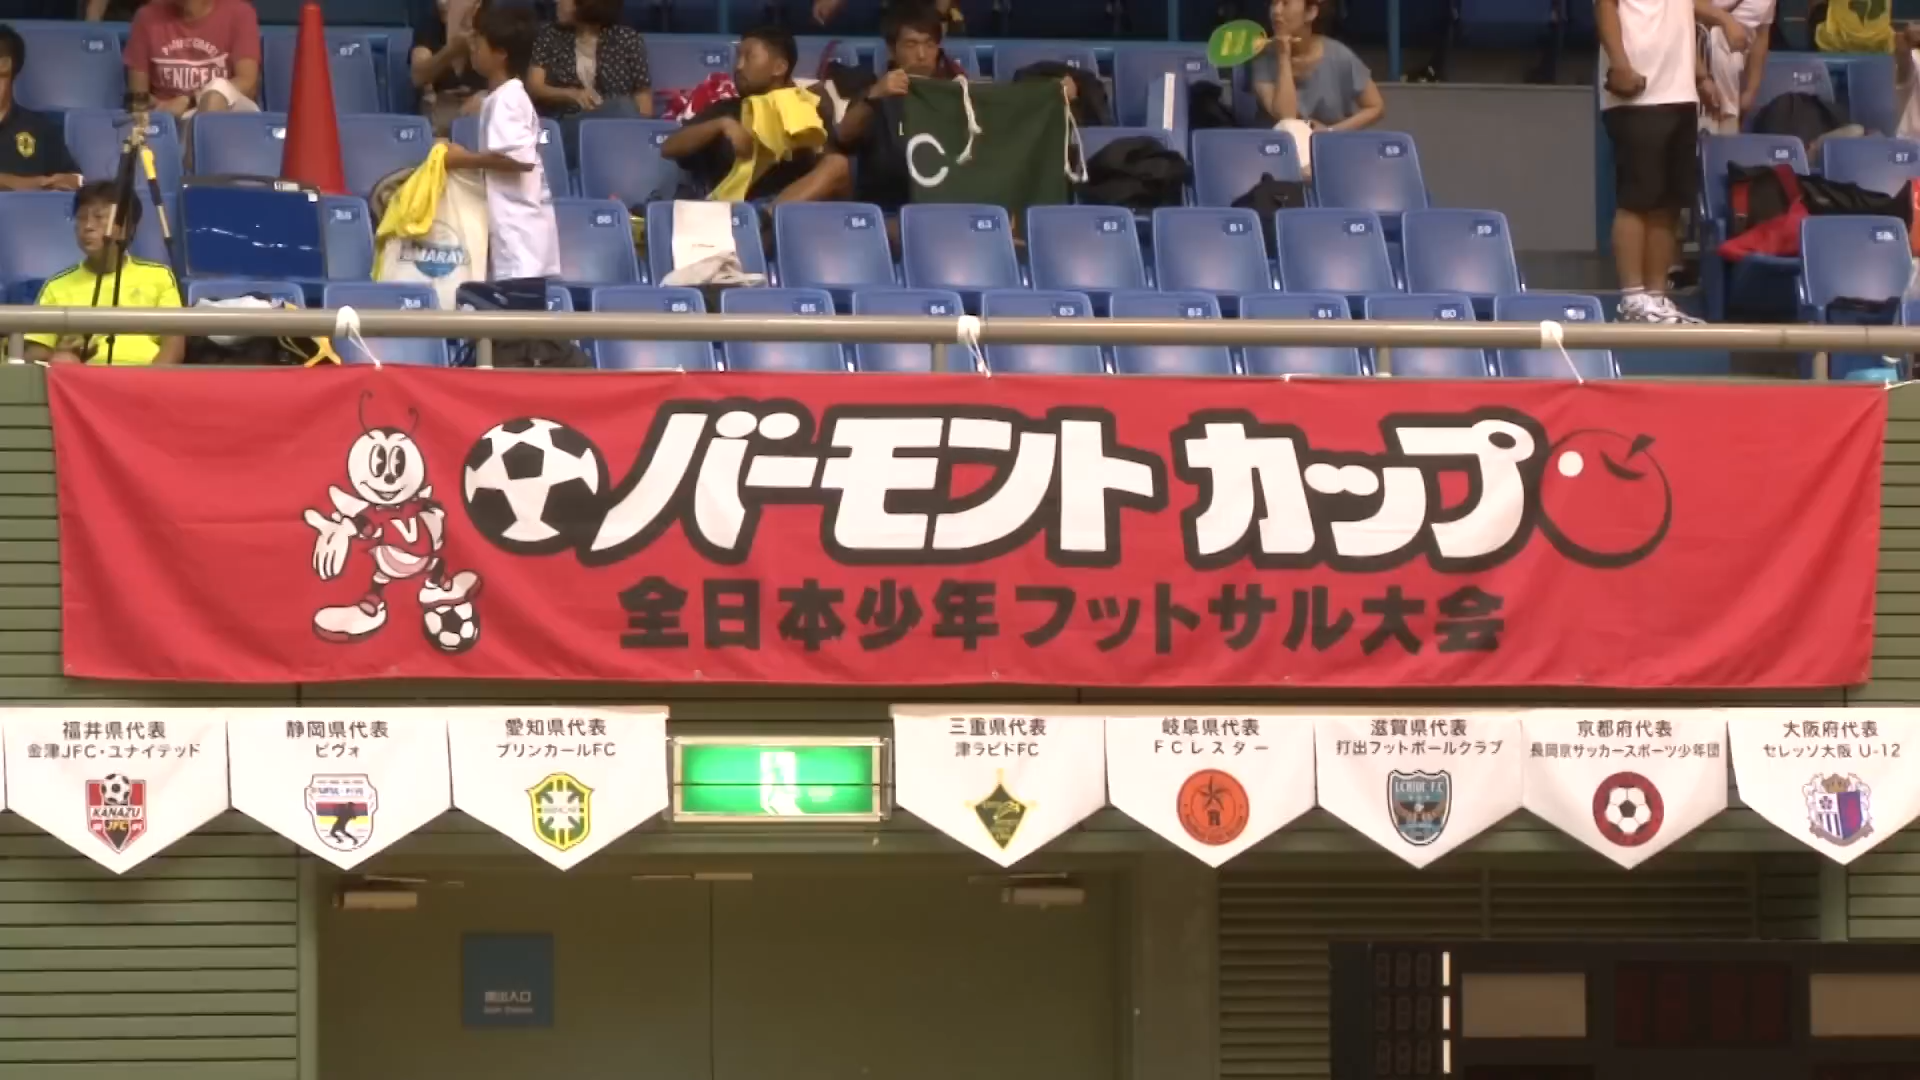 バーモントカップ
全日本少年フットサル大会
福井県代表
金津JFC・ユナイテッド
KANAZU
JFC
静岡県代表
ピヴォ
愛知県代表
ブリンカールFC
三重県代表
津ラピドFC
岐阜県代表
FCレスター
滋賀県代表
打出フットボールクラブ
UCHIDE F.C
京都府代表
長岡京サッカースポーツ少年団
大阪府代表
セレッソ大阪 U-12